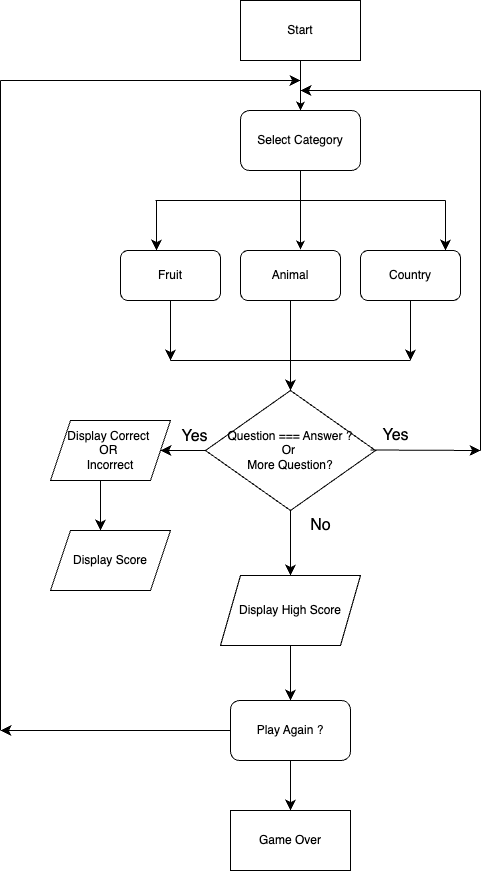 Start
Select Category
Fruit
Animal
Country
Display Correct
OR
Incorrect
Yes
Question === Answer ?
Or
More Question?
Yes
No
Display Score
Display High Score
Play Again ?
Game Over